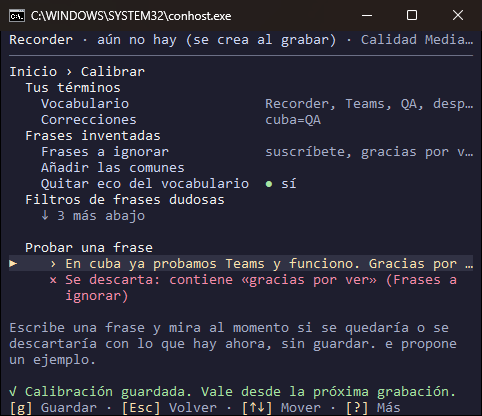 C:\WINDOWS\SYSTEM32\conhost.exe
Recorder · aún no hay (se crea al grabar) · Calidad Media…
Inicio › Calibrar
Tus términos
Vocabulario Recorder, Teams, QA, desp…
Correcciones cuba=QA
Frases inventadas
Frases a ignorar suscríbete, gracias por v…
Añadir las comunes
Quitar eco del vocabulario ● sí
Filtros de frases dudosas
↓ 3 más abajo
Probar una frase
► › En cuba ya probamos Teams y funciono. Gracias por …
× Se descarta: contiene «gracias por ver» (Frases a
ignorar)
Escribe una frase y mira al momento si se quedaría o se
descartaría con lo que hay ahora, sin guardar. e propone
un ejemplo.
√ Calibración guardada. Vale desde la próxima grabación.
[g] Guardar · [Esc] Volver · [↑↓] Mover · [?] Más